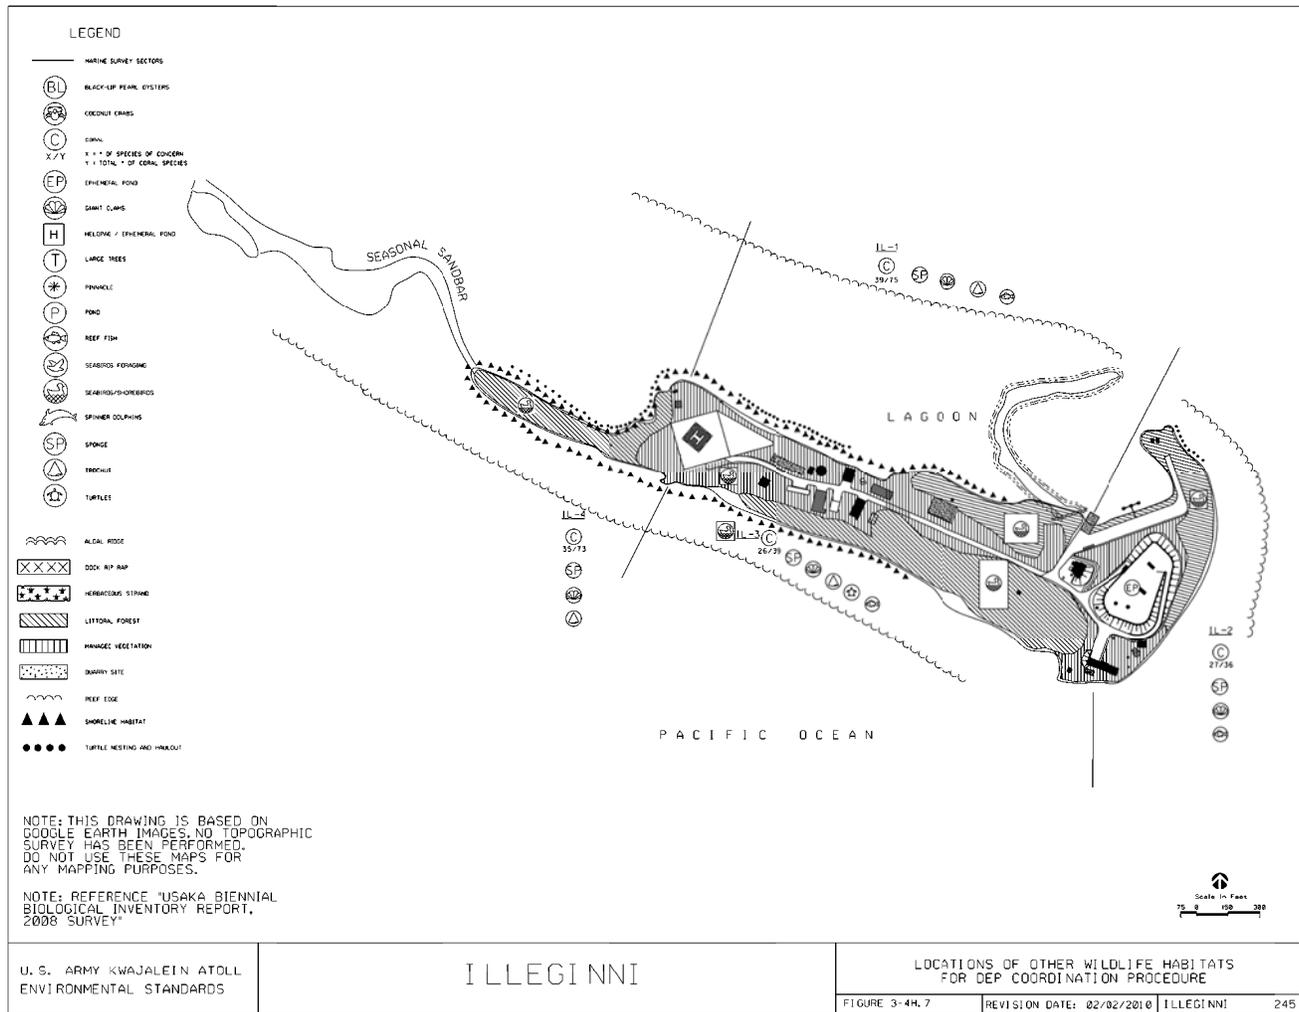 LEGEND
MARINE SURVEY SECTORS
BL BLACK-LIP PEARL OYSTERS
COCONUT CRABS
C CORAL
X/Y X = # OF SPECIES OF CONCERN
Y = TOTAL # OF CORAL SPECIES
EP EPHEMERAL POND
GIANT CLAMS
H HELOPAD / EPHEMERAL POND
T LARGE TREES
PINNACLE
P POND
REEF FISH
SEABIRDS FORAGING
SEABIRDS/SHOREBIRDS
SPINNER DOLPHINS
SP SPONGE
TROCHUS
TURTLES
ALGAL RIDGE
DOCK RIP RAP
HERBACEOUS STRAND
LITTORAL FOREST
MANAGED VEGETATION
QUARRY SITE
REEF EDGE
SHORELINE HABITAT
TURTLE NESTING AND HAULOUT
SEASONAL SANDBAR
IL-1
C SP
39/75
LAGOON
H
IL-4
C
35/73
SP
IL-3 C
26/39
SP
EP
IL-2
C
27/36
SP
PACIFIC OCEAN
NOTE: THIS DRAWING IS BASED ON
GOOGLE EARTH IMAGES. NO TOPOGRAPHIC
SURVEY HAS BEEN PERFORMED.
DO NOT USE THESE MAPS FOR
ANY MAPPING PURPOSES.
NOTE: REFERENCE "USAKA BIENNIAL
BIOLOGICAL INVENTORY REPORT,
2008 SURVEY"
Scale In Feet
75 0 150 300
U.S. ARMY KWAJALEIN ATOLL
ENVIRONMENTAL STANDARDS
ILLEGINNI
LOCATIONS OF OTHER WILDLIFE HABITATS
FOR DEP COORDINATION PROCEDURE
FIGURE 3-4H.7 REVISION DATE: 02/02/2010 ILLEGINNI 245